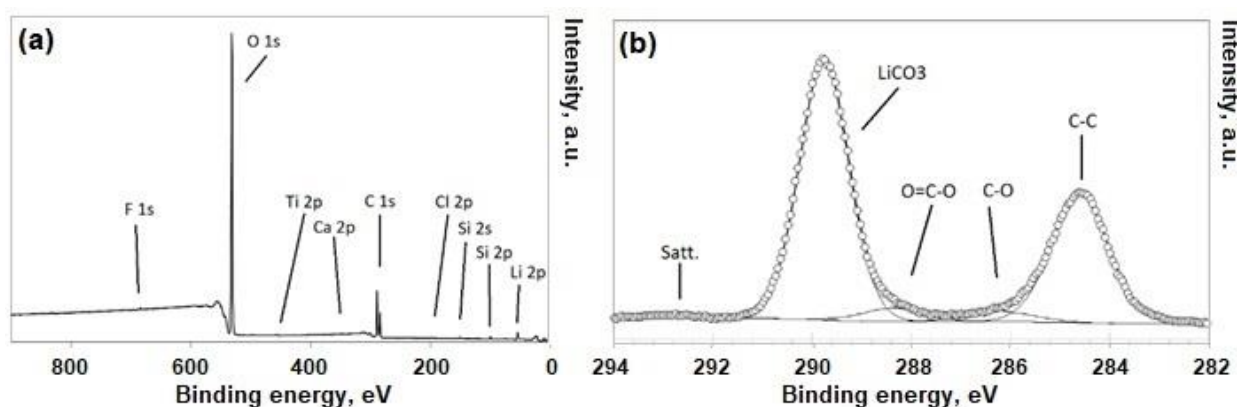 (a)
O 1s
F 1s
Ti 2p
Ca 2p
C 1s
Cl 2p
Si 2s
Si 2p
Li 2p
800 600 400 200 0
Binding energy, eV
Intensity, a.u.
(b)
LiCO3
C-C
O=C-O
C-O
Satt.
294 292 290 288 286 284 282
Binding energy, eV
Intensity, a.u.